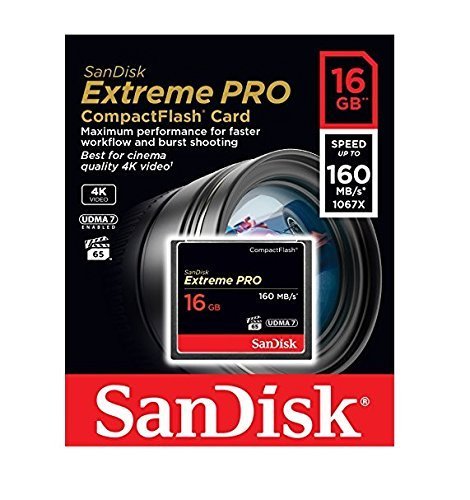 SanDisk
Extreme PRO
CompactFlash® Card
Maximum performance for faster
workflow and burst shooting
Best for cinema
quality 4K video¹
4K
VIDEO
UDMA 7
ENABLED
65
16
GB**
SPEED
UP TO
160
MB/s*
1067X
CompactFlash®
SanDisk
Extreme PRO
16 GB
160 MB/s*
65
UDMA 7
SanDisk
SanDisk®